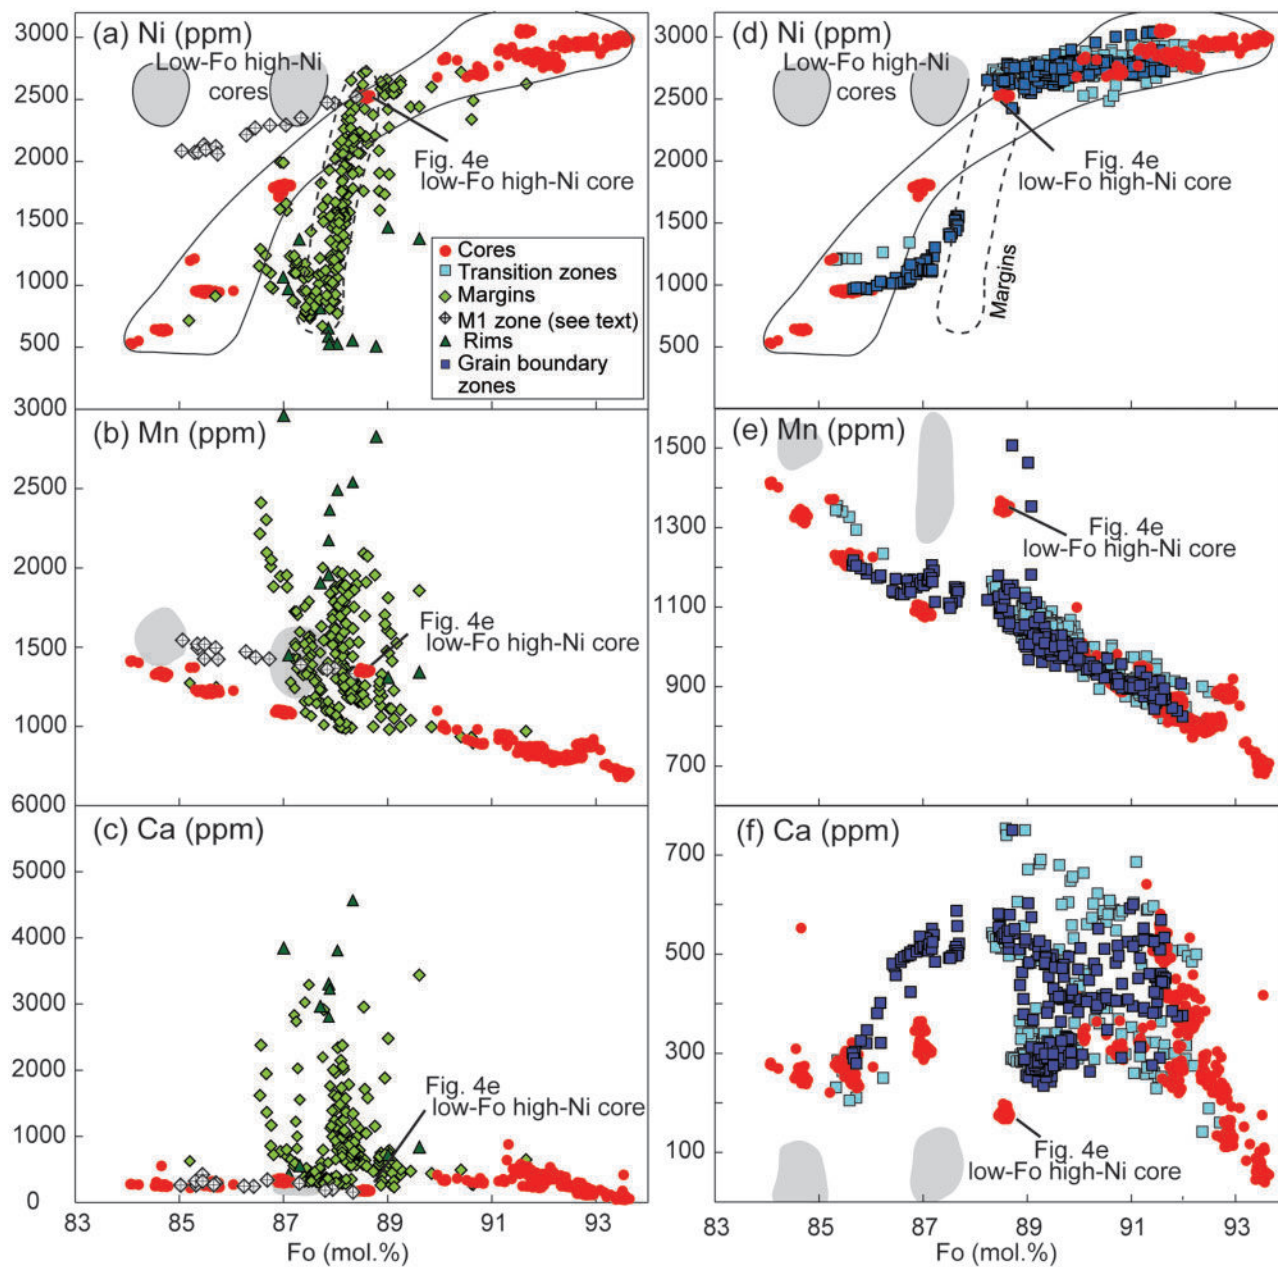 (a) Ni (ppm)
Low-Fo high-Ni
cores
Fig. 4e
low-Fo high-Ni core
3000
2500
2000
1500
1000
500
Cores
Transition zones
Margins
M1 zone (see text)
Rims
Grain boundary
zones
(d) Ni (ppm)
Low-Fo high-Ni
cores
Fig. 4e
low-Fo high-Ni core
Margins
3000
2500
2000
1500
1000
500
(b) Mn (ppm)
Fig. 4e
low-Fo high-Ni core
3000
2500
2000
1500
1000
6000
(e) Mn (ppm)
Fig. 4e
low-Fo high-Ni core
1500
1300
1100
900
700
(c) Ca (ppm)
Fig. 4e
low-Fo high-Ni core
5000
4000
3000
2000
1000
0
83 85 87 89 91 93
Fo (mol.%)
(f) Ca (ppm)
Fig. 4e
low-Fo high-Ni core
700
500
300
100
83 85 87 89 91 93
Fo (mol.%)